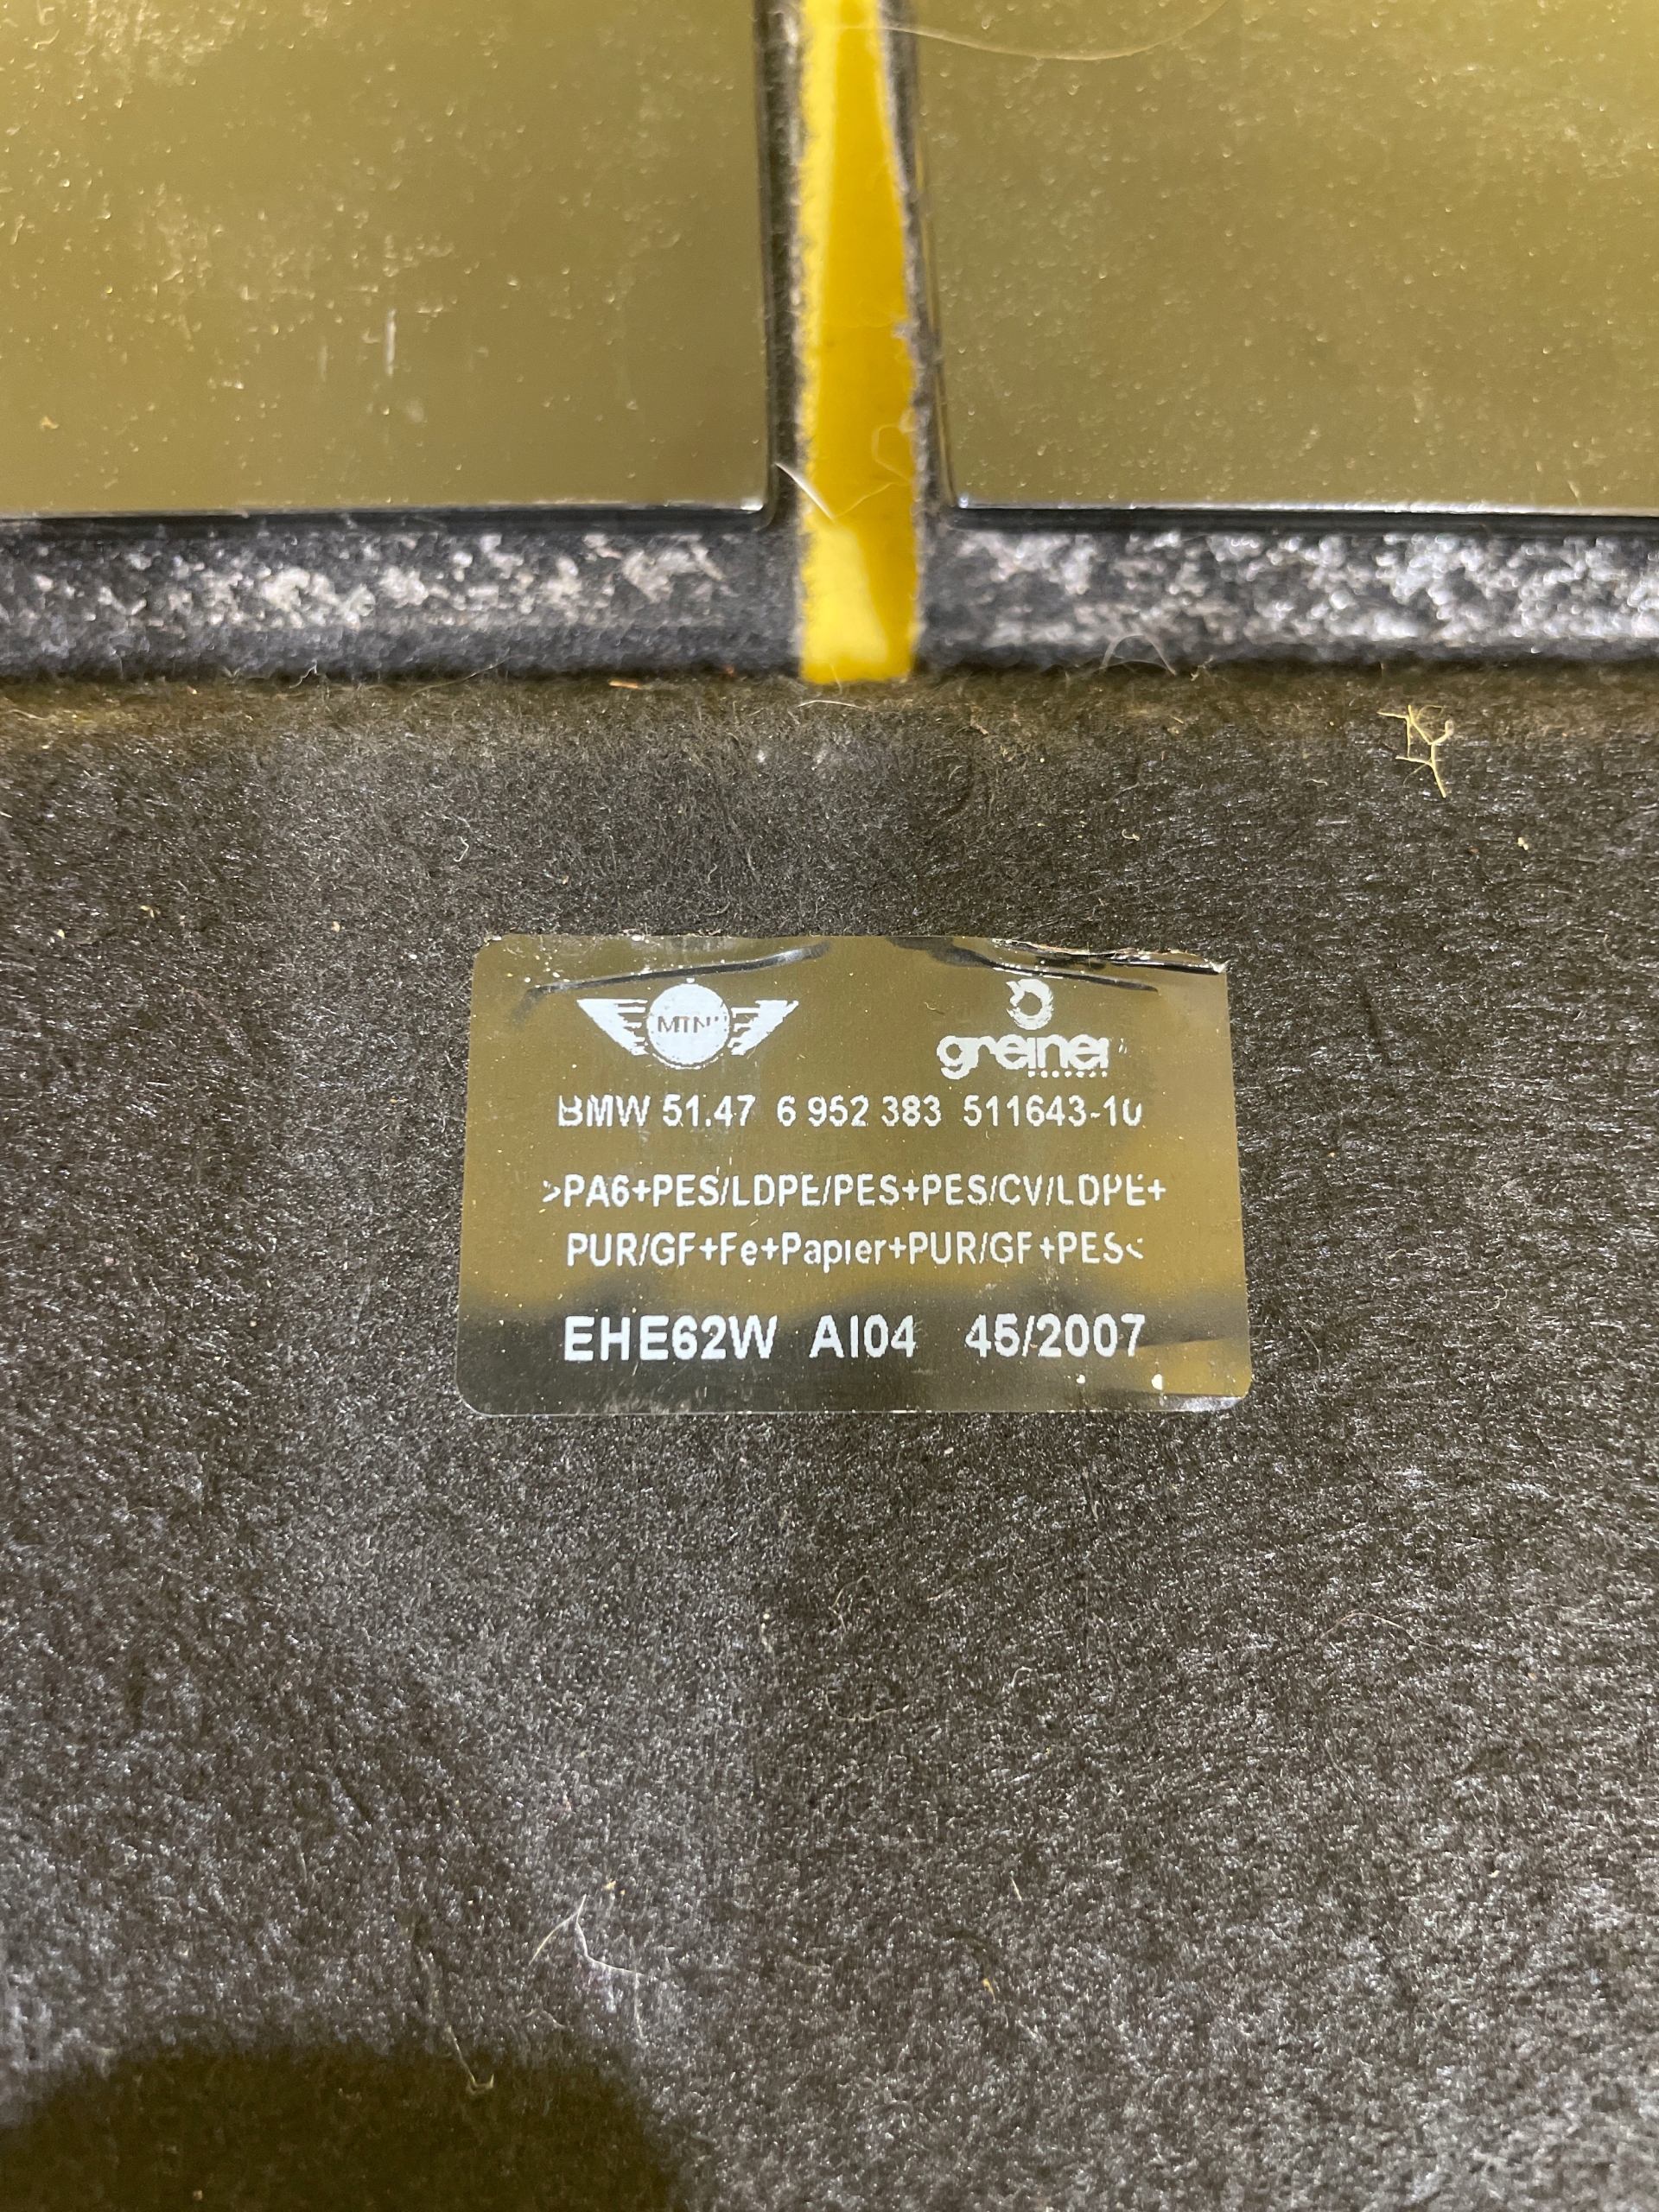 MINI
greiner
BMW 51.47 6 952 383 511643-10
>PA6+PES/LDPE/PES+PES/CV/LDPE+
PUR/GF+Fe+Papier+PUR/GF+PES<
EHE62W AI04 45/2007